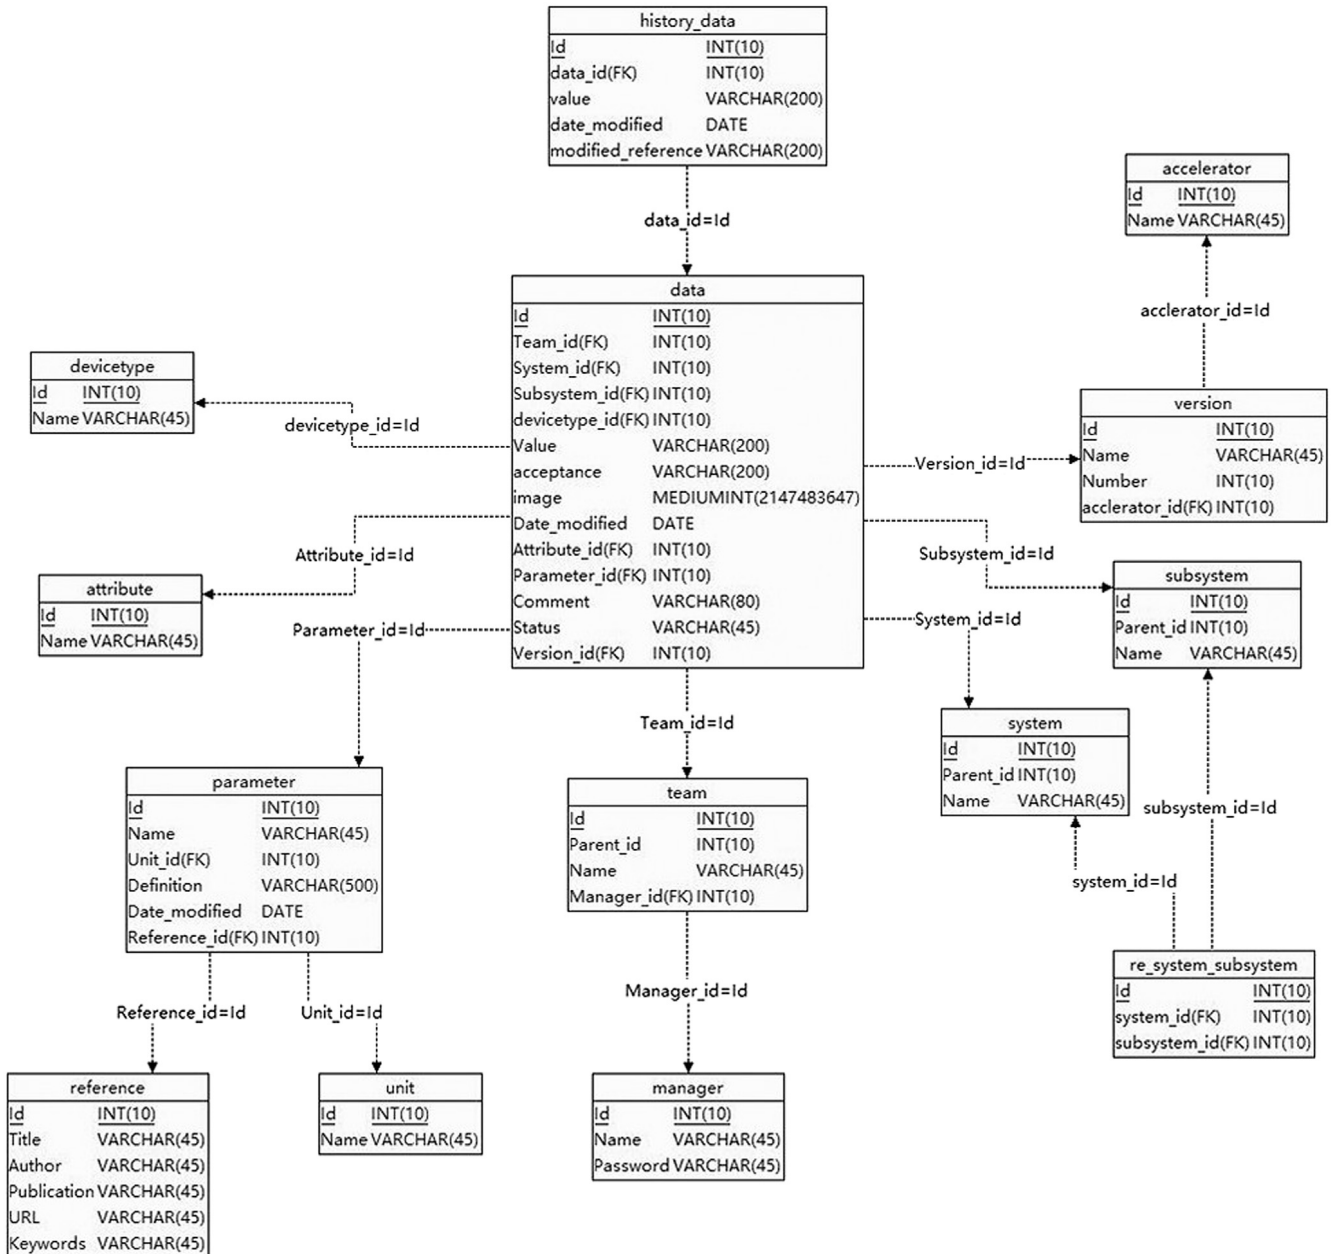 history_data
Id INT(10)
data_id(FK) INT(10)
value VARCHAR(200)
date_modified DATE
modified_reference VARCHAR(200)
data_id=Id
accelerator
Id INT(10)
Name VARCHAR(45)
acclerator_id=Id
data
Id INT(10)
Team_id(FK) INT(10)
System_id(FK) INT(10)
Subsystem_id(FK) INT(10)
devicetype_id(FK) INT(10)
Value VARCHAR(200)
acceptance VARCHAR(200)
image MEDIUMINT(2147483647)
Date_modified DATE
Attribute_id(FK) INT(10)
Parameter_id(FK) INT(10)
Comment VARCHAR(80)
Status VARCHAR(45)
Version_id(FK) INT(10)
devicetype
Id INT(10)
Name VARCHAR(45)
devicetype_id=Id
version
Id INT(10)
Name VARCHAR(45)
Number INT(10)
acclerator_id(FK) INT(10)
Version_id=Id
Attribute_id=Id
attribute
Id INT(10)
Name VARCHAR(45)
Subsystem_id=Id
subsystem
Id INT(10)
Parent_id INT(10)
Name VARCHAR(45)
Parameter_id=Id
System_id=Id
Team_id=Id
system
Id INT(10)
Parent_id INT(10)
Name VARCHAR(45)
parameter
Id INT(10)
Name VARCHAR(45)
Unit_id(FK) INT(10)
Definition VARCHAR(500)
Date_modified DATE
Reference_id(FK) INT(10)
team
Id INT(10)
Parent_id INT(10)
Name VARCHAR(45)
Manager_id(FK) INT(10)
subsystem_id=Id
system_id=Id
re_system_subsystem
Id INT(10)
system_id(FK) INT(10)
subsystem_id(FK) INT(10)
Reference_id=Id
Unit_id=Id
Manager_id=Id
reference
Id INT(10)
Title VARCHAR(45)
Author VARCHAR(45)
Publication VARCHAR(45)
URL VARCHAR(45)
Keywords VARCHAR(45)
unit
Id INT(10)
Name VARCHAR(45)
manager
Id INT(10)
Name VARCHAR(45)
Password VARCHAR(45)